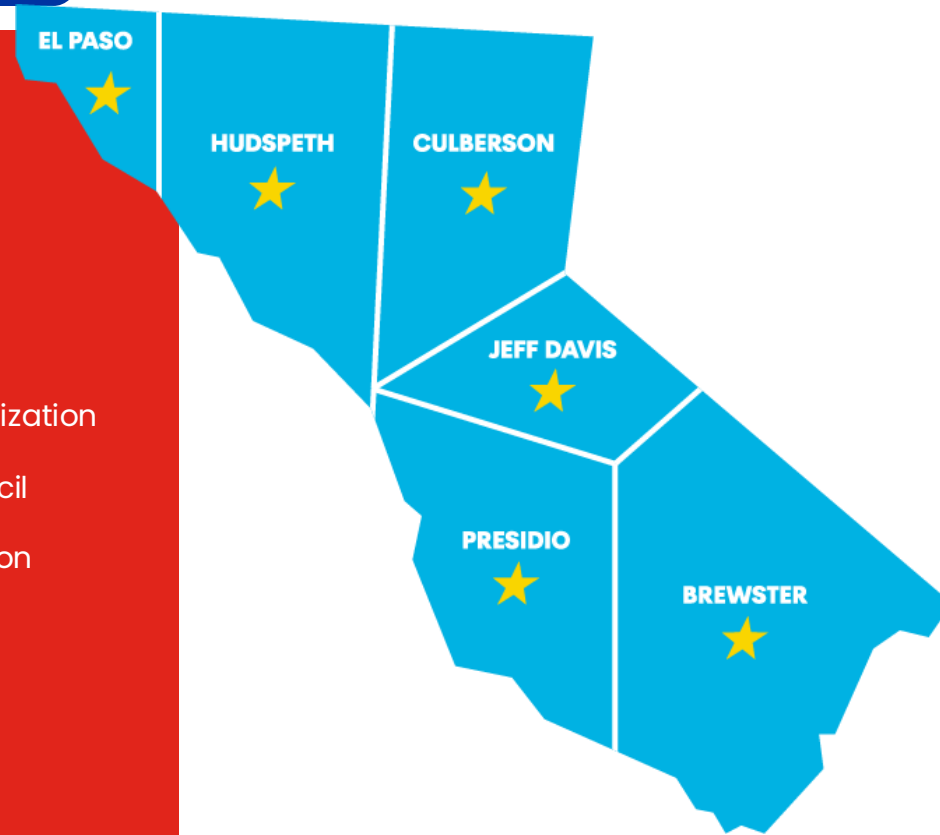 EL PASO
HUDSPETH
CULBERSON
JEFF DAVIS
ization
cil
on
PRESIDIO
BREWSTER